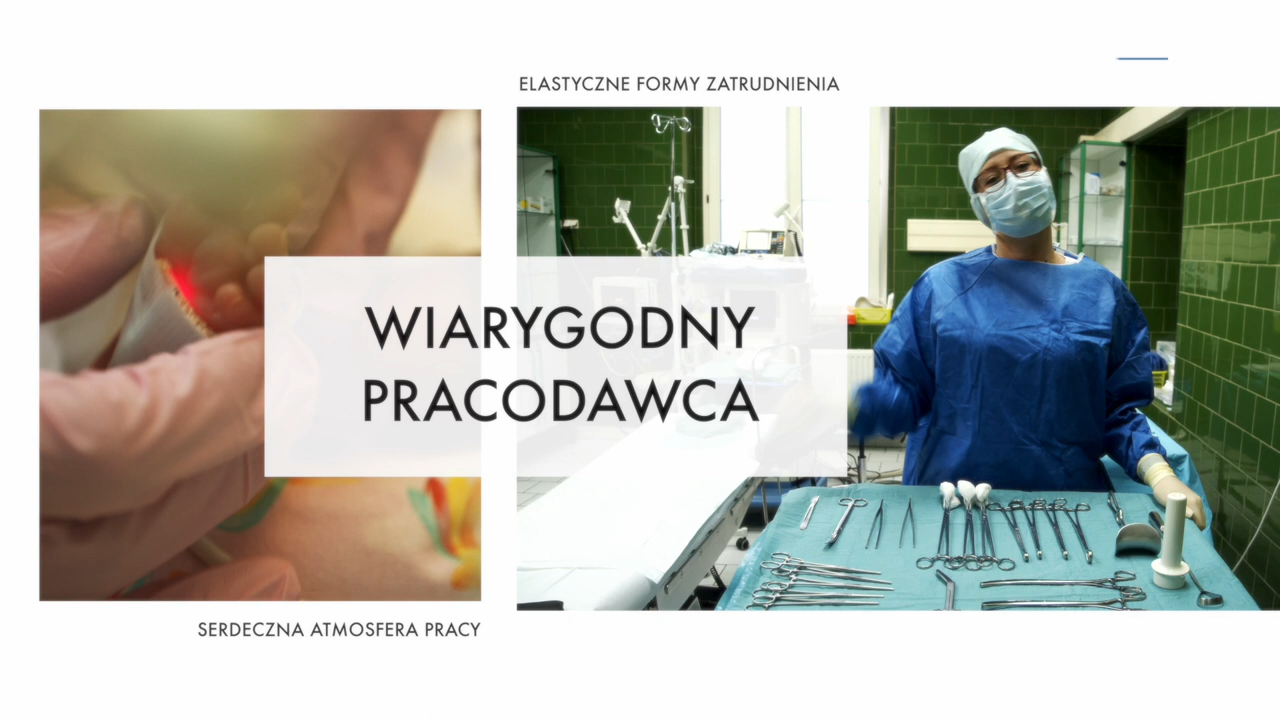 ELASTYCZNE FORMY ZATRUDNIENIA
WIARYGODNY
PRACODAWCA
SERDECZNA ATMOSFERA PRACY